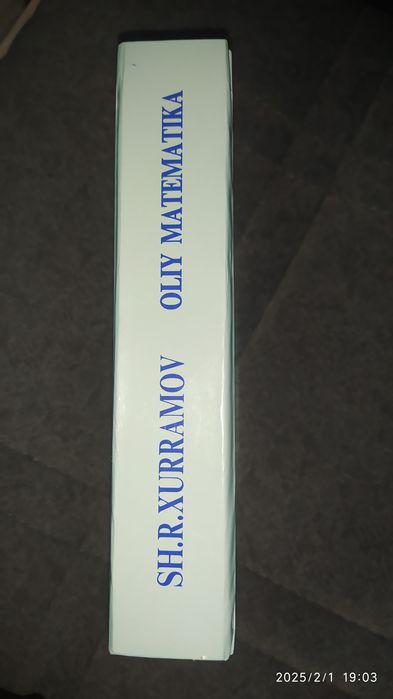 SH.R.XURRAMOV OLIY MATEMATIKA
2025/2/1 19:03